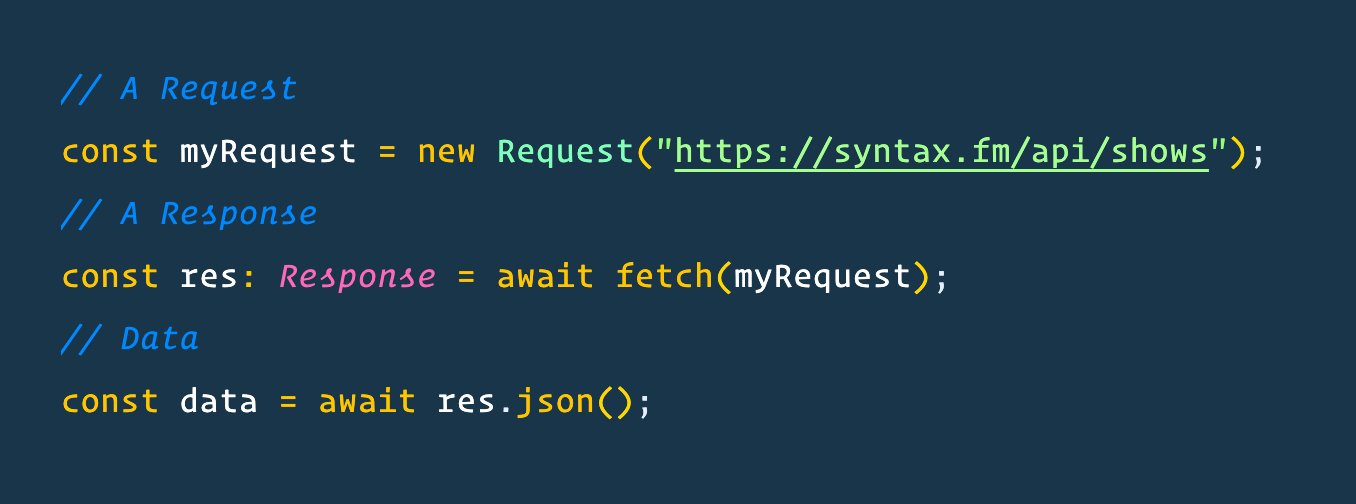 // A Request
const myRequest = new Request("https://syntax.fm/api/shows");
// A Response
const res: Response = await fetch(myRequest);
// Data
const data = await res.json();